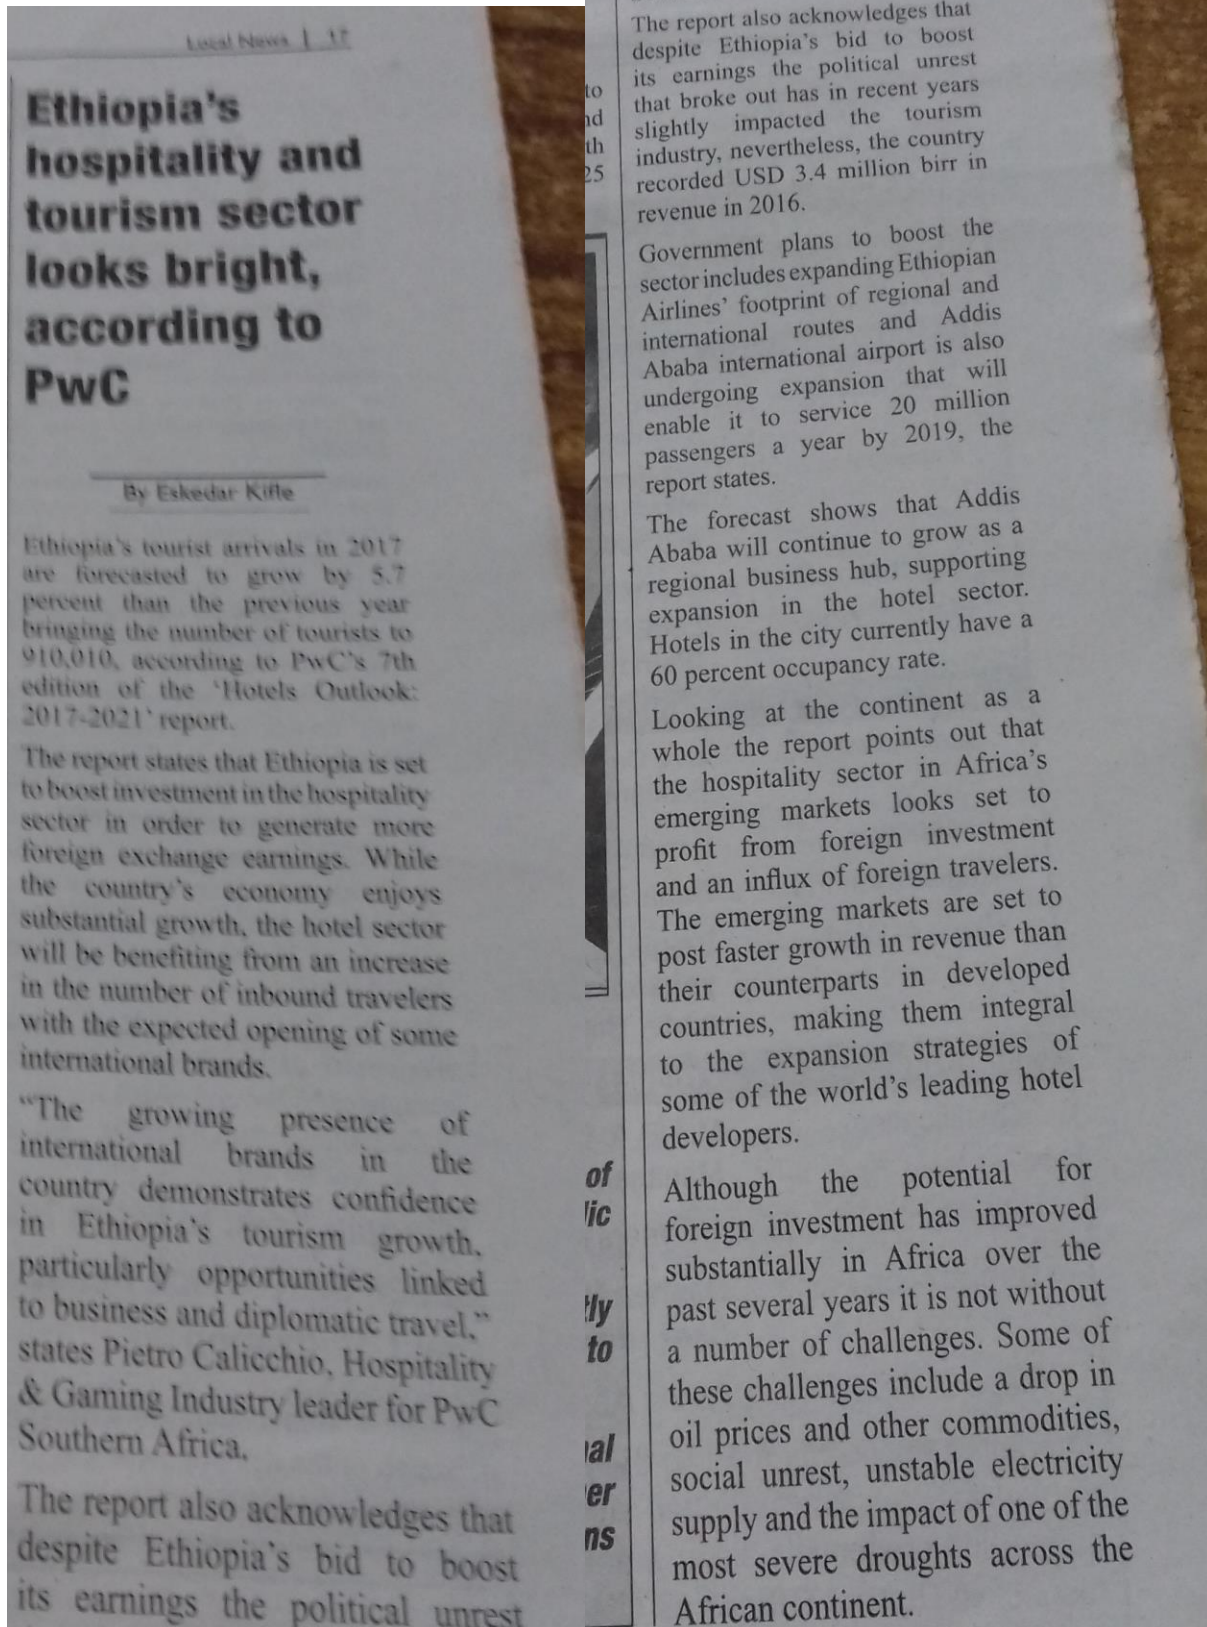 Local News | 17
Ethiopia's
hospitality and
tourism sector
looks bright,
according to
PwC
By Eskedar Kifle
Ethiopia's tourist arrivals in 2017
are forecasted to grow by 5.7
percent than the previous year
bringing the number of tourists to
910,010, according to PwC's 7th
edition of the 'Hotels Outlook:
2017-2021' report.
The report states that Ethiopia is set
to boost investment in the hospitality
sector in order to generate more
foreign exchange earnings. While
the country's economy enjoys
substantial growth, the hotel sector
will be benefiting from an increase
in the number of inbound travelers
with the expected opening of some
international brands.
"The growing presence of
international brands in the
country demonstrates confidence
in Ethiopia's tourism growth,
particularly opportunities linked
to business and diplomatic travel,"
states Pietro Calicchio, Hospitality
& Gaming Industry leader for PwC
Southern Africa.
The report also acknowledges that
despite Ethiopia's bid to boost
its earnings the political unrest
The report also acknowledges that
despite Ethiopia's bid to boost
its earnings the political unrest
that broke out has in recent years
slightly impacted the tourism
industry, nevertheless, the country
recorded USD 3.4 million birr in
revenue in 2016.
Government plans to boost the
sector includes expanding Ethiopian
Airlines' footprint of regional and
international routes and Addis
Ababa international airport is also
undergoing expansion that will
enable it to service 20 million
passengers a year by 2019, the
report states.
The forecast shows that Addis
Ababa will continue to grow as a
regional business hub, supporting
expansion in the hotel sector.
Hotels in the city currently have a
60 percent occupancy rate.
Looking at the continent as a
whole the report points out that
the hospitality sector in Africa's
emerging markets looks set to
profit from foreign investment
and an influx of foreign travelers.
The emerging markets are set to
post faster growth in revenue than
their counterparts in developed
countries, making them integral
to the expansion strategies of
some of the world's leading hotel
developers.
Although the potential for
foreign investment has improved
substantially in Africa over the
past several years it is not without
a number of challenges. Some of
these challenges include a drop in
oil prices and other commodities,
social unrest, unstable electricity
supply and the impact of one of the
most severe droughts across the
African continent.
to
th
25
of
to